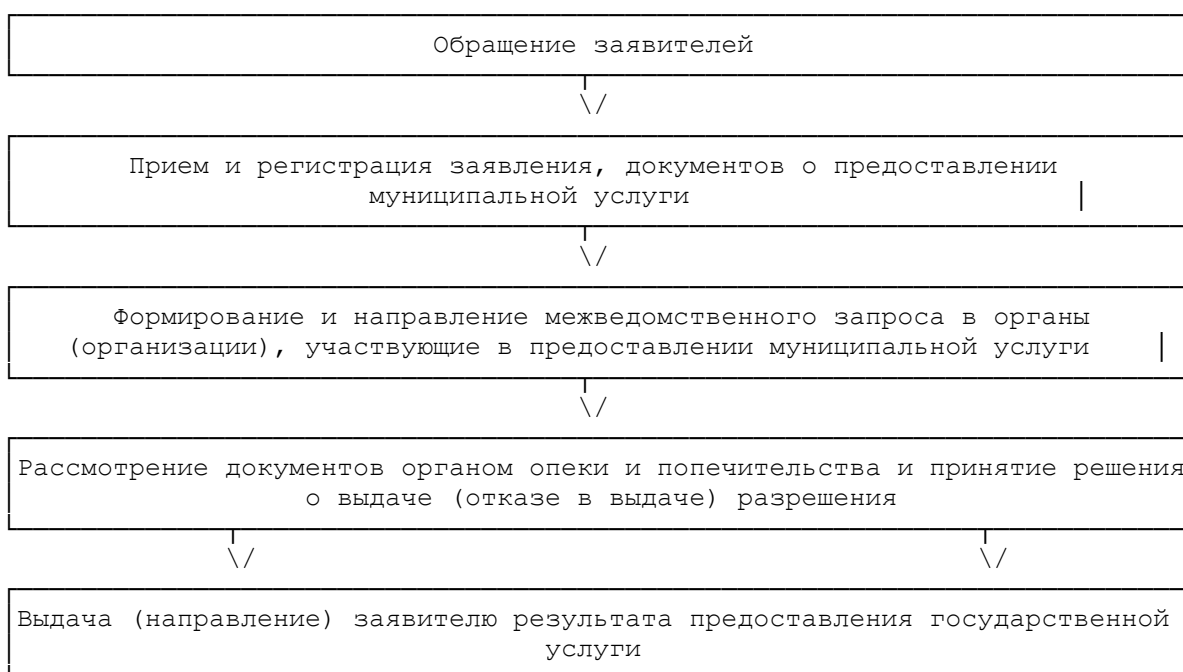 Обращение заявителей
Прием и регистрация заявления, документов о предоставлении
муниципальной услуги
Формирование и направление межведомственного запроса в органы
(организации), участвующие в предоставлении муниципальной услуги
Рассмотрение документов органом опеки и попечительства и принятие решения
о выдаче (отказе в выдаче) разрешения
Выдача (направление) заявителю результата предоставления государственной
услуги